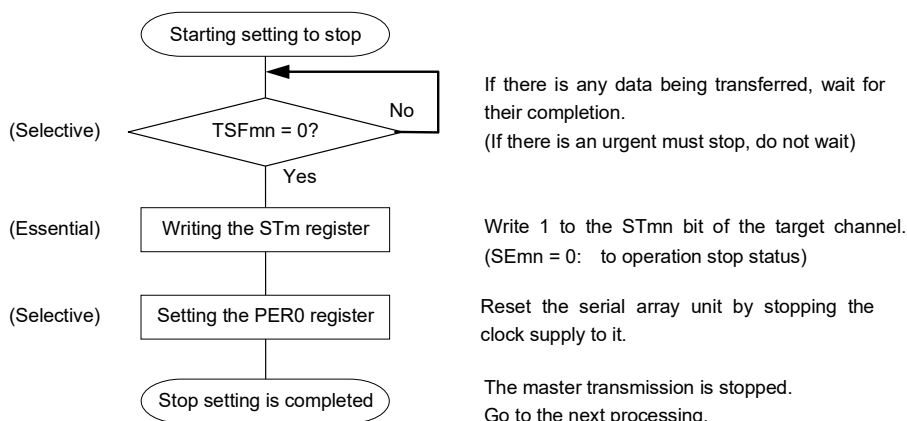 Starting setting to stop
If there is any data being transferred, wait for
their completion.
(If there is an urgent must stop, do not wait)
No
(Selective)
TSFmn = 0?
Yes
(Essential)
Writing the STm register
Write 1 to the STmn bit of the target channel.
(SEmn = 0: to operation stop status)
(Selective)
Setting the PER0 register
Reset the serial array unit by stopping the
clock supply to it.
Stop setting is completed
The master transmission is stopped.
Go to the next processing.